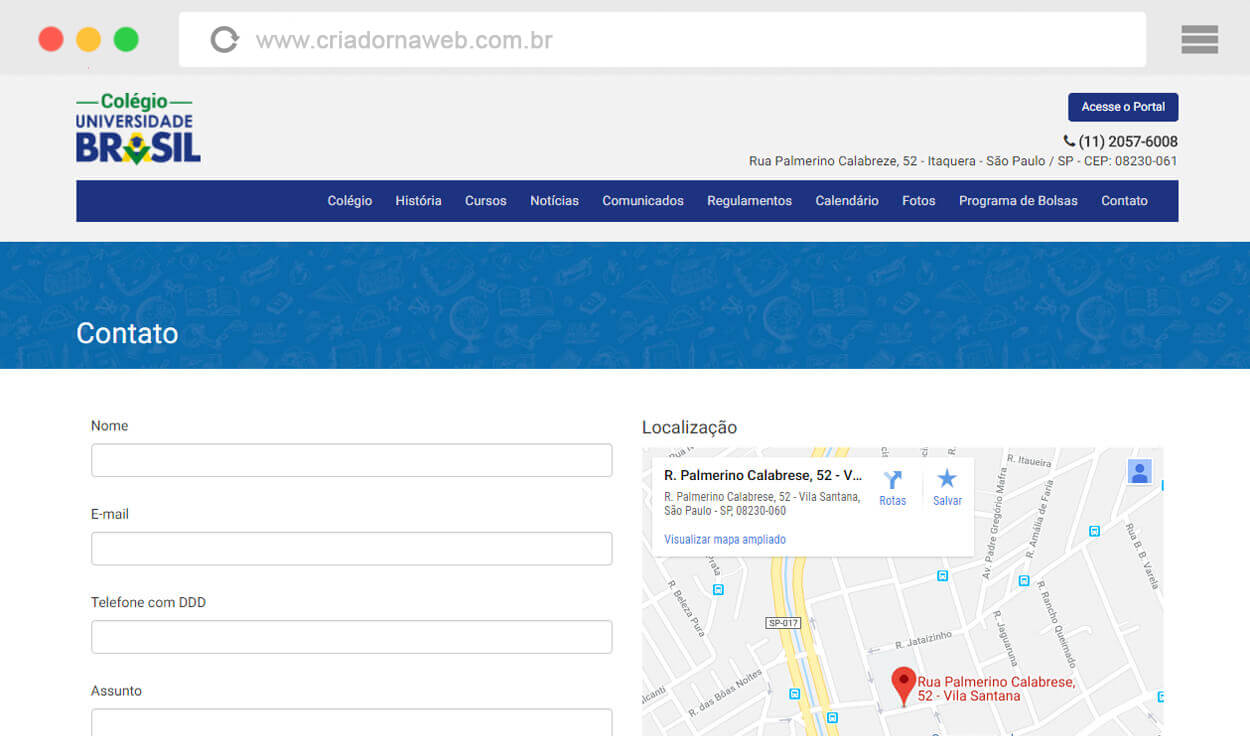 www.criadornaweb.com.br
Colégio
UNIVERSIDADE
BRASIL
Acesse o Portal
(11) 2057-6008
Rua Palmerino Calabreze, 52 - Itaquera - São Paulo / SP - CEP: 08230-061
Colégio História Cursos Notícias Comunicados Regulamentos Calendário Fotos Programa de Bolsas Contato
Contato
Nome
E-mail
Telefone com DDD
Assunto
Localização
R. Palmerino Calabrese, 52 - V...
R. Palmerino Calabrese, 52 - Vila Santana,
São Paulo - SP, 08230-060
Visualizar mapa ampliado
Rotas
Salvar
R. Itaueira
Av. Padre Gregório Mafra
R. Amália de Faria
Rua B. B. Varela
Prata
R. Beleza Pura
SP-017
R. Rancho Queimado
R. Jaguaruna
R. Jataizinho
R. das Bôas Noites
Rua Palmerino Calabrese,
52 - Vila Santana